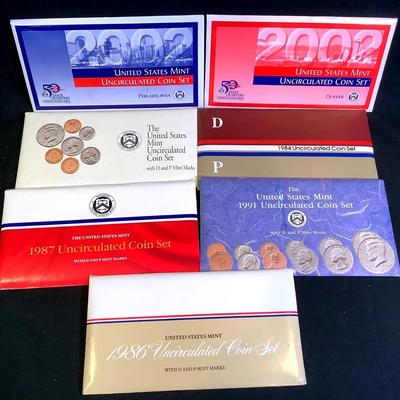 2002
UNITED STATES MINT
UNCIRCULATED COIN SET
PHILADELPHIA
2002
UNITED STATES MINT
UNCIRCULATED COIN SET
DENVER
The
United States
Mint
Uncirculated
Coin Set
with D and P Mint Marks
D
1984 Uncirculated Coin Set
P
THE UNITED STATES MINT
1987 Uncirculated Coin Set
WITH D AND P MINT MARKS
The
United States Mint
1991 Uncirculated Coin Set
with D and P Mint Marks
UNITED STATES MINT
1986 Uncirculated Coin Set
WITH D AND P MINT MARKS